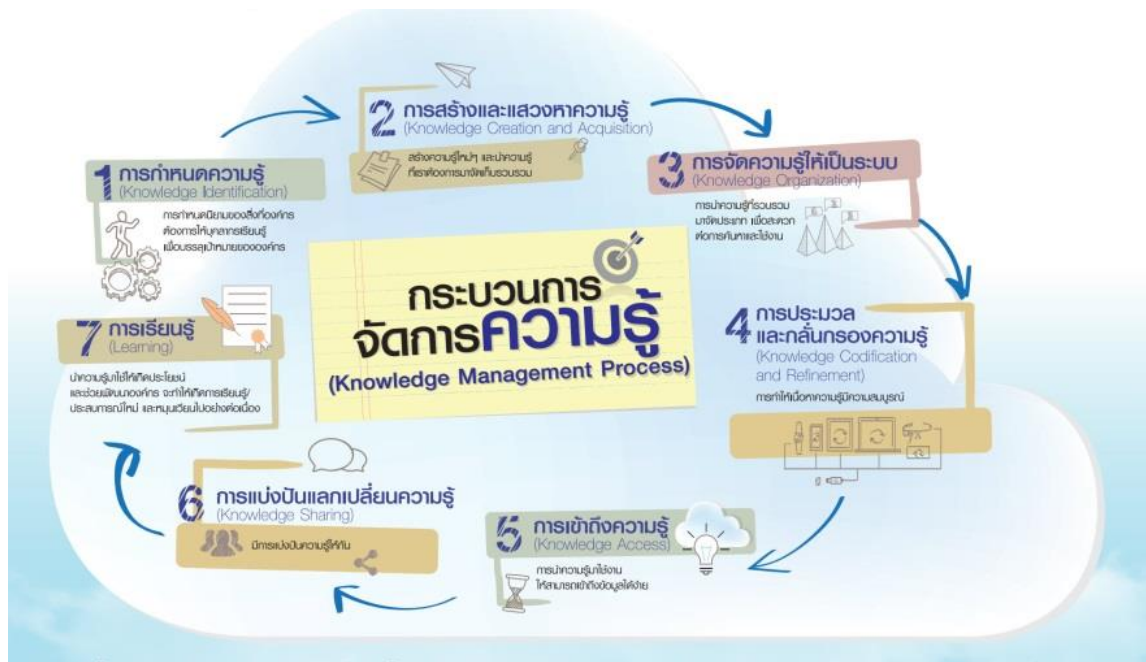 กระบวนการ
จัดการความรู้
(Knowledge Management Process)
1 การกำหนดความรู้
(Knowledge Identification)
การกำหนดนิยามของสิ่งที่องค์กร
ต้องการให้บุคลากรเรียนรู้
เพื่อบรรลุเป้าหมายขององค์กร
2 การสร้างและแสวงหาความรู้
(Knowledge Creation and Acquisition)
สร้างความรู้ใหม่ๆ และนำความรู้
ที่เราต้องการมาจัดเก็บรวบรวม
3 การจัดความรู้ให้เป็นระบบ
(Knowledge Organization)
การนำความรู้ที่รวบรวม
มาจัดประเภท เพื่อสะดวก
ต่อการค้นหาและใช้งาน
4 การประมวล
และกลั่นกรองความรู้
(Knowledge Codification
and Refinement)
การทำให้เนื้อหาความรู้มีความสมบูรณ์
5 การเข้าถึงความรู้
(Knowledge Access)
การนำความรู้มาใช้งาน
ให้สามารถเข้าถึงข้อมูลได้ง่าย
6 การแบ่งปันแลกเปลี่ยนความรู้
(Knowledge Sharing)
มีการแบ่งปันความรู้ให้กัน
7 การเรียนรู้
(Learning)
นำความรู้มาใช้ให้เกิดประโยชน์
และช่วยพัฒนาองค์กร จะทำให้เกิดการเรียนรู้/
ประสบการณ์ใหม่ และหมุนเวียนไปอย่างต่อเนื่อง